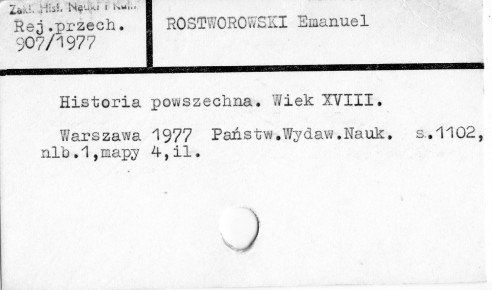 Zakł. Hist. Nauki i
Rej.przech.
907/1977
ROSTWOROWSKI Emanuel
Historia powszechna. Wiek XVIII.
Warszawa 1977 Państw.Wydaw.Nauk. s.1102,
nlb.1,mapy 4,il.